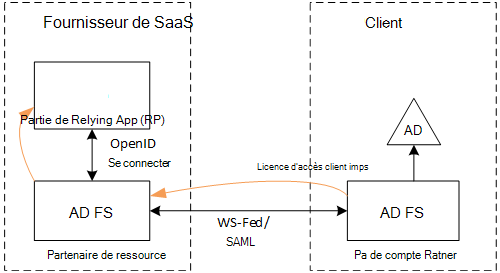 Fournisseur de SaaS
Client
Partie de Relying App (RP)
OpenID
Se connecter
AD
Licence d'accès client imps
AD FS
WS-Fed/
SAML
AD FS
Partenaire de ressource
Pa de compte Ratner